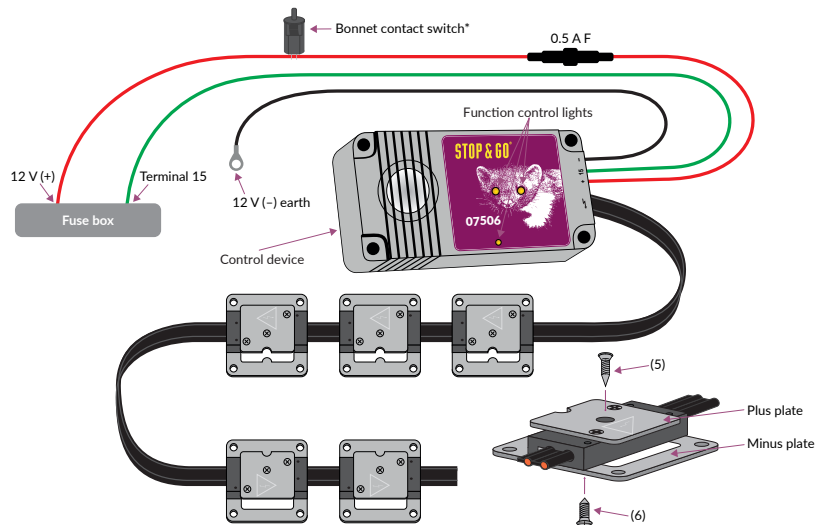 Bonnet contact switch*
0.5 A F
Function control lights
STOP & GO®
–
15
+
12 V (+)
Terminal 15
12 V (–) earth
07506
Fuse box
Control device
(5)
Plus plate
Minus plate
(6)